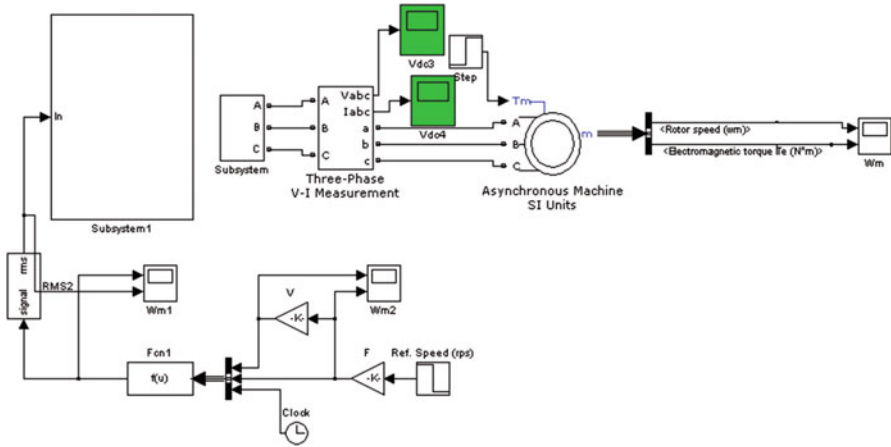 In
Subsystem1
A
B
C
Subsystem
A
B
C
Vabc
Iabc
a
b
c
Three-Phase
V-I Measurement
Vdc3
Vdc4
Step
Tm
A
B
C
m
Asynchronous Machine
SI Units
<Rotor speed (wm)>
<Electromagnetic torque Te (N*m)>
Wm
signal rms
RMS2
Wm1
V
-K-
Wm2
Fcn1
f(u)
F
-K-
Ref. Speed (rps)
Clock